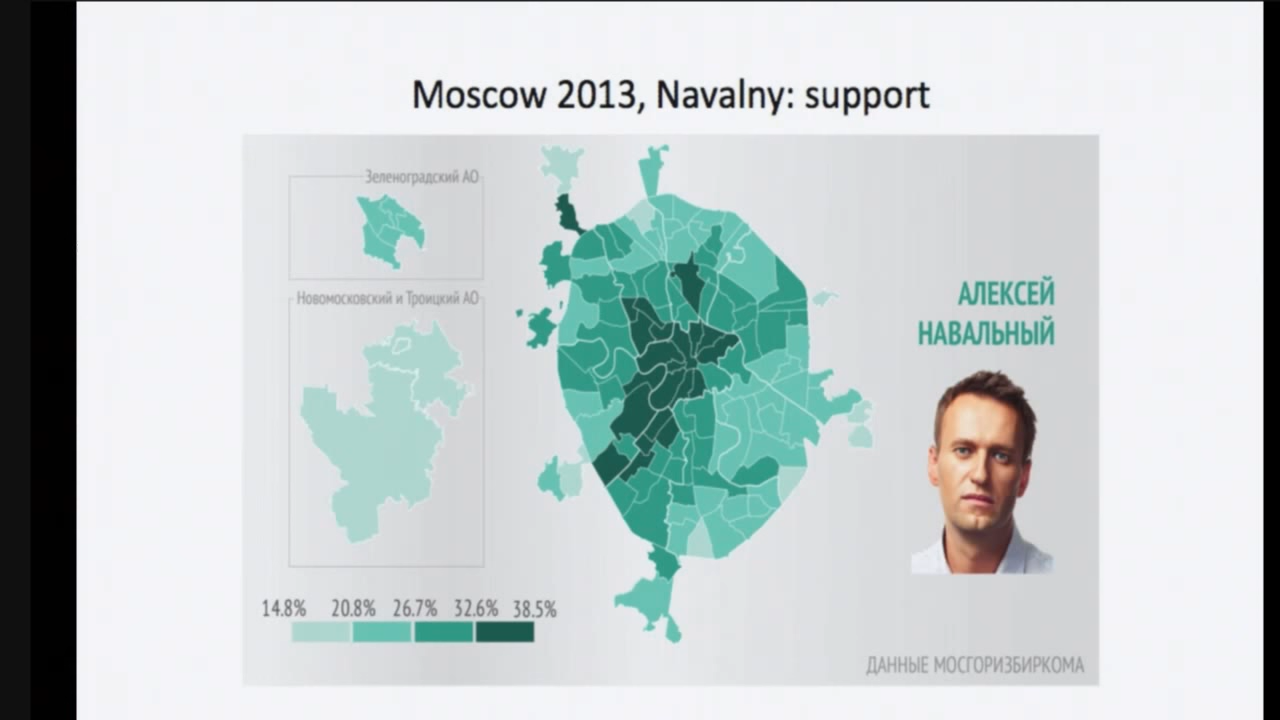 Moscow 2013, Navalny: support
Зеленоградский АО
Новомосковский и Троицкий АО
АЛЕКСЕЙ
НАВАЛЬНЫЙ
14.8% 20.8% 26.7% 32.6% 38.5%
ДАННЫЕ МОСГОРИЗБИРКОМА